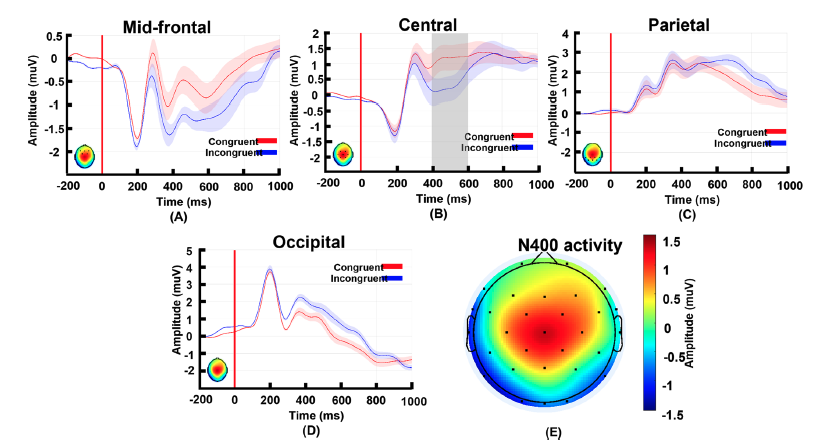 Mid-frontal
Amplitude (muV)
0.5
0
-0.5
-1
-1.5
-2
Congruent
Incongruent
-200 0 200 400 600 800 1000
Time (ms)
(A)
Central
Amplitude (muV)
2
1.5
1
0.5
0
-0.5
-1
-1.5
-2
Congruent
Incongruent
-200 0 200 400 600 800 1000
Time (ms)
(B)
Parietal
Amplitude (muV)
4
3
2
1
0
-1
-2
Congruent
Incongruent
-200 0 200 400 600 800 1000
Time (ms)
(C)
Occipital
Amplitude (muV)
5
4
3
2
1
0
-1
-2
Congruent
Incongruent
-200 0 200 400 600 800 1000
Time (ms)
(D)
N400 activity
1.5
1
0.5
0
-0.5
1
-1.5
Amplitude (muV)
(E)